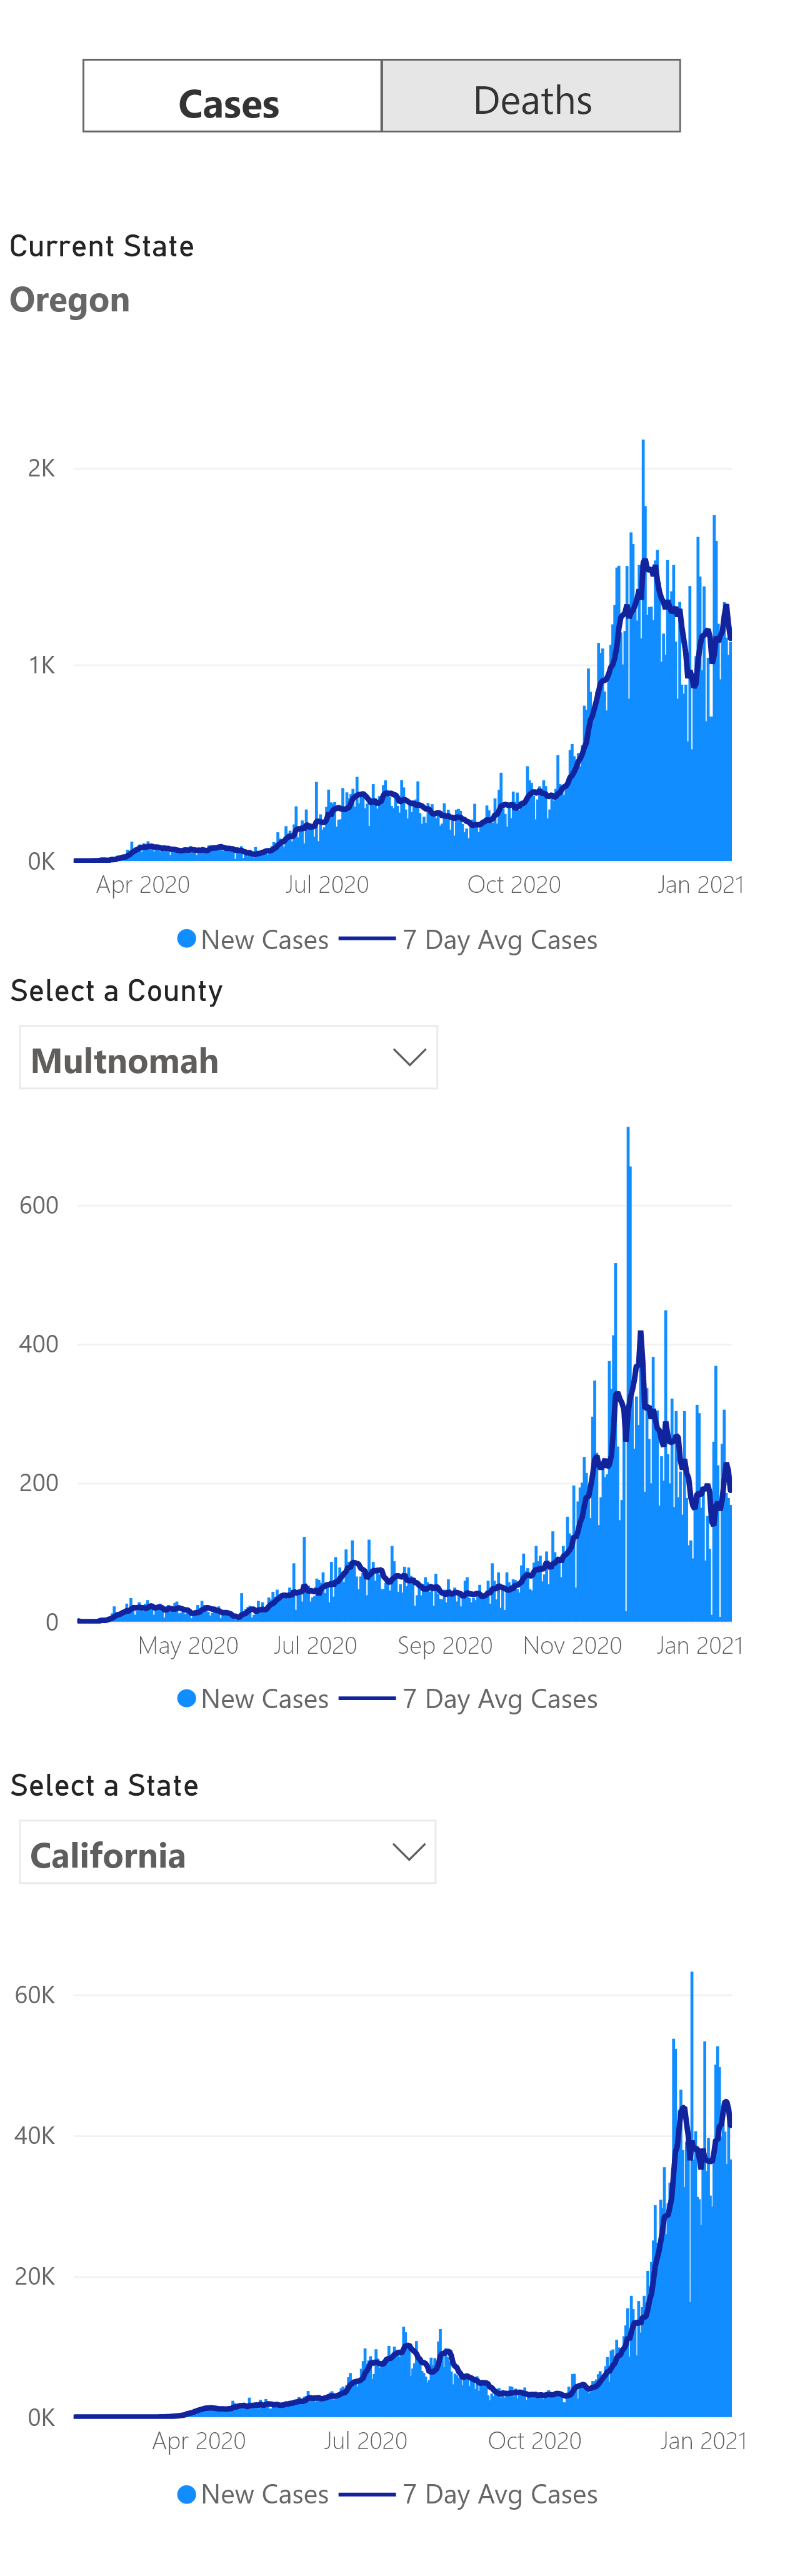 Cases Deaths
Current State
Oregon
2K
1K
0K
Apr 2020 Jul 2020 Oct 2020 Jan 2021
New Cases 7 Day Avg Cases
Select a County
Multnomah
600
400
200
0
May 2020 Jul 2020 Sep 2020 Nov 2020 Jan 2021
New Cases 7 Day Avg Cases
Select a State
California
60K
40K
20K
0K
Apr 2020 Jul 2020 Oct 2020 Jan 2021
New Cases 7 Day Avg Cases